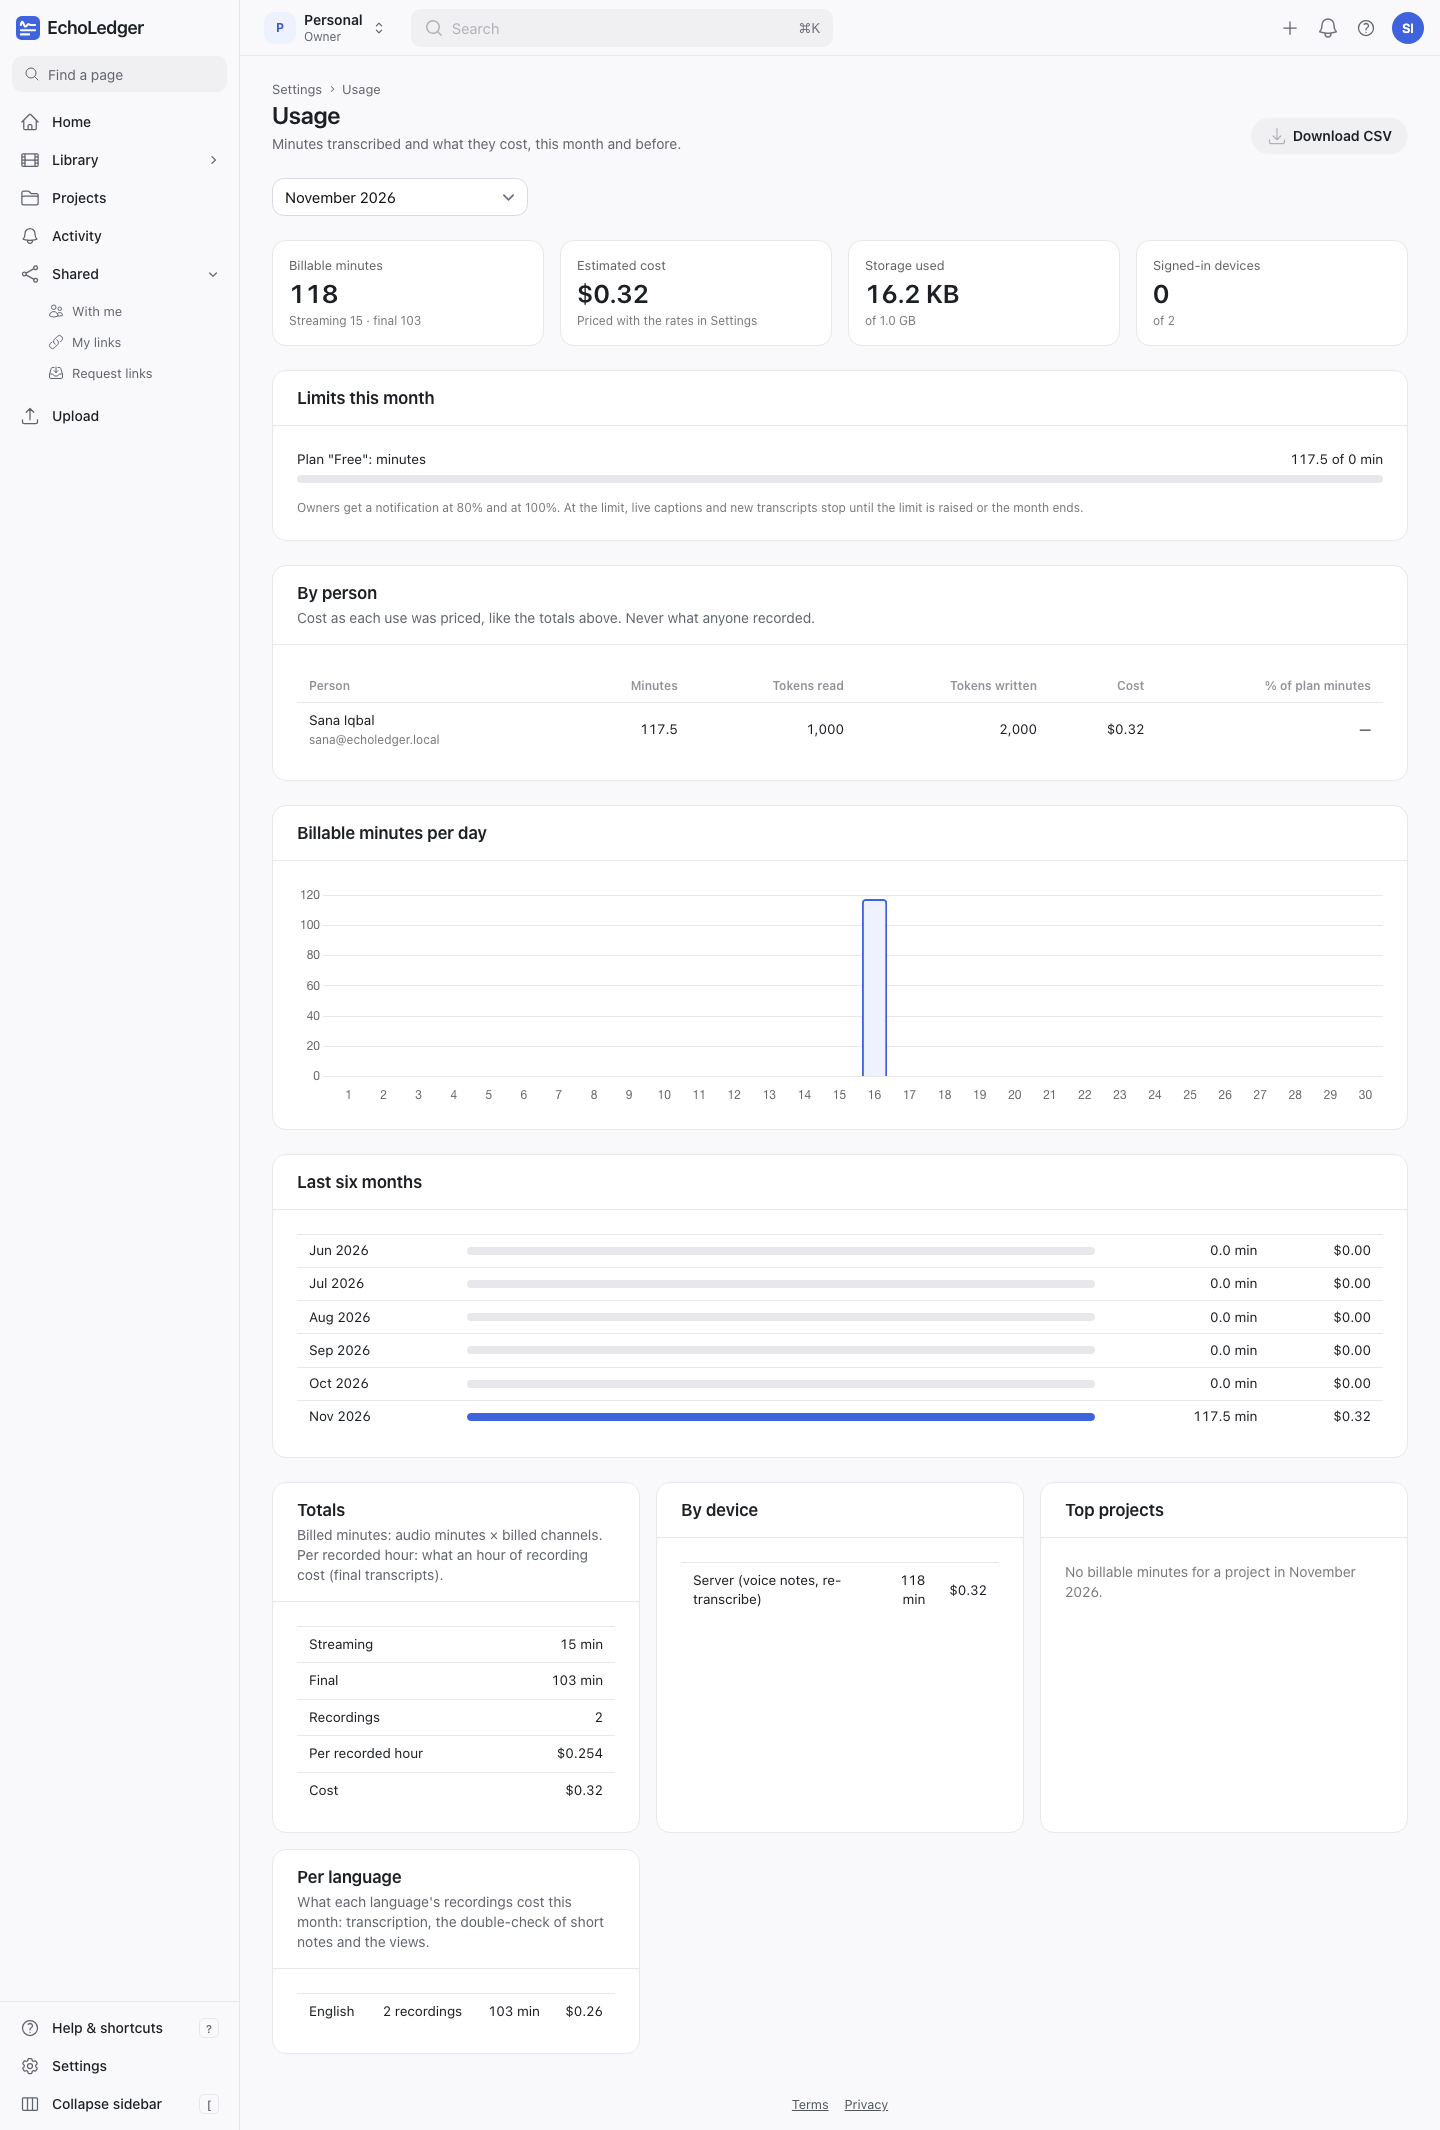 EchoLedger
Find a page
Home
Library
Projects
Activity
Shared
With me
My links
Request links
Upload
Help & shortcuts ?
Settings
Collapse sidebar [
P
Personal
Owner
Search ⌘K
SI
Settings › Usage
Usage
Minutes transcribed and what they cost, this month and before.
Download CSV
November 2026
Billable minutes
118
Streaming 15 · final 103
Estimated cost
$0.32
Priced with the rates in Settings
Storage used
16.2 KB
of 1.0 GB
Signed-in devices
0
of 2
Limits this month
Plan "Free": minutes 117.5 of 0 min
Owners get a notification at 80% and at 100%. At the limit, live captions and new transcripts stop until the limit is raised or the month ends.
By person
Cost as each use was priced, like the totals above. Never what anyone recorded.
Person Minutes Tokens read Tokens written Cost % of plan minutes
Sana Iqbal
sana@echoledger.local
117.5 1,000 2,000 $0.32 —
Billable minutes per day
120
100
80
60
40
20
0
1 2 3 4 5 6 7 8 9 10 11 12 13 14 15 16 17 18 19 20 21 22 23 24 25 26 27 28 29 30
Last six months
Jun 2026 0.0 min $0.00
Jul 2026 0.0 min $0.00
Aug 2026 0.0 min $0.00
Sep 2026 0.0 min $0.00
Oct 2026 0.0 min $0.00
Nov 2026 117.5 min $0.32
Totals
Billed minutes: audio minutes × billed channels.
Per recorded hour: what an hour of recording
cost (final transcripts).
Streaming 15 min
Final 103 min
Recordings 2
Per recorded hour $0.254
Cost $0.32
By device
Server (voice notes, re-
transcribe)
118
min
$0.32
Top projects
No billable minutes for a project in November
2026.
Per language
What each language's recordings cost this
month: transcription, the double-check of short
notes and the views.
English 2 recordings 103 min $0.26
Terms Privacy